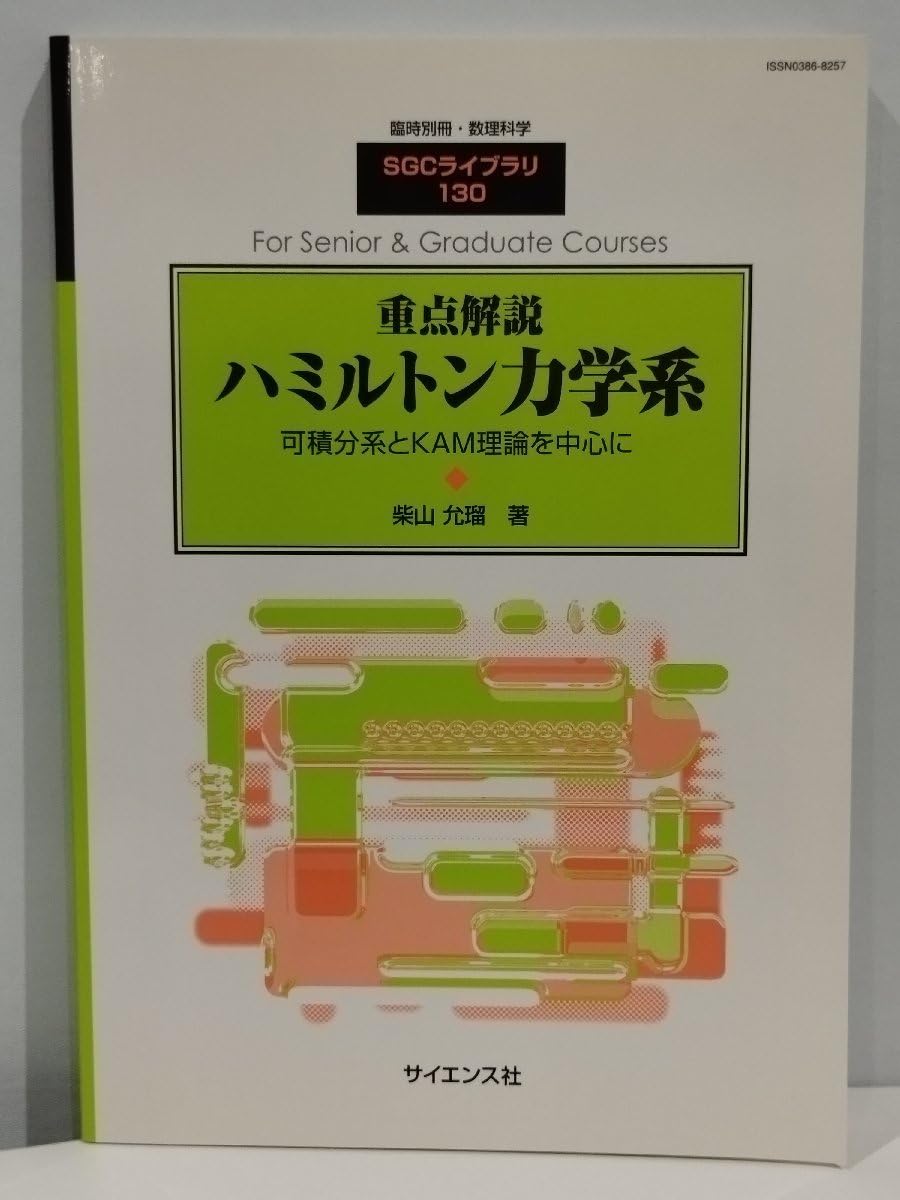 ISSN0386-8257
臨時別冊・数理科学
SGCライブラリ
130
For Senior & Graduate Courses
重点解説
ハミルトン力学系
可積分系とKAM理論を中心に
柴山 允瑠 著
サイエンス社